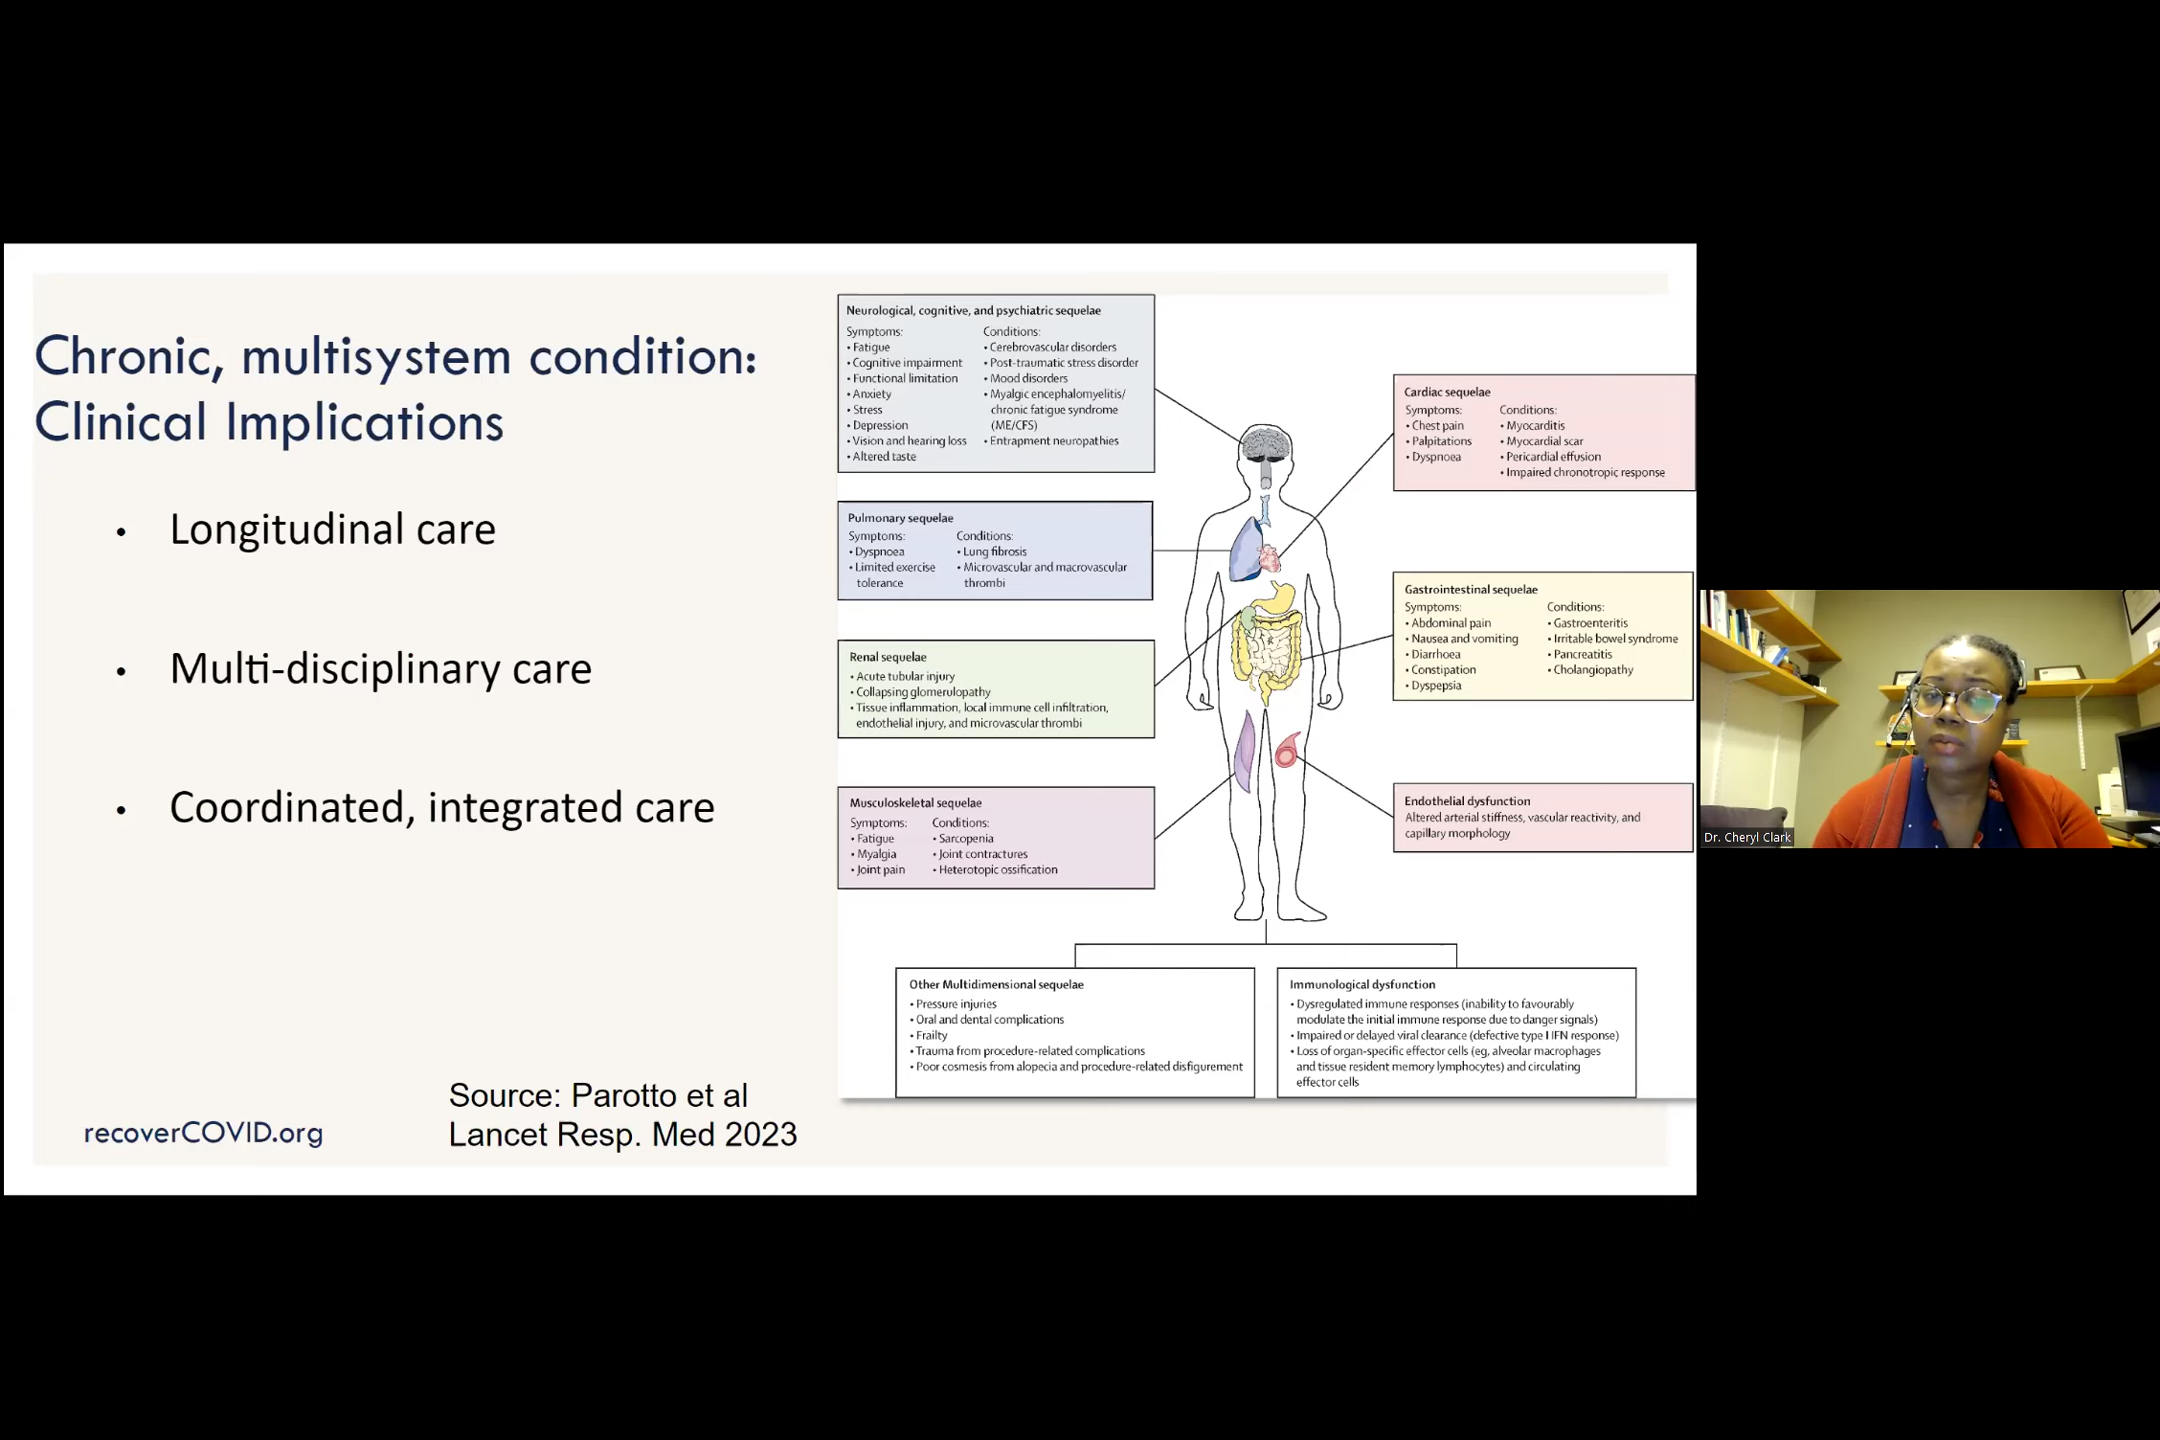 Chronic, multisystem condition:
Clinical Implications
• Longitudinal care
• Multi-disciplinary care
• Coordinated, integrated care
Source: Parotto et al
Lancet Resp. Med 2023
recoverCOVID.org
Neurological, cognitive, and psychiatric sequelae
Symptoms:
• Fatigue
• Cognitive impairment
• Functional limitation
• Anxiety
• Stress
• Depression
• Vision and hearing loss
• Altered taste
Conditions:
• Cerebrovascular disorders
• Post-traumatic stress disorder
• Mood disorders
• Myalgic encephalomyelitis/
chronic fatigue syndrome
(ME/CFS)
• Entrapment neuropathies
Pulmonary sequelae
Symptoms:
• Dyspnoea
• Limited exercise
tolerance
Conditions:
• Lung fibrosis
• Microvascular and macrovascular
thrombi
Renal sequelae
• Acute tubular injury
• Collapsing glomerulopathy
• Tissue inflammation, local immune cell infiltration,
endothelial injury, and microvascular thrombi
Musculoskeletal sequelae
Symptoms:
• Fatigue
• Myalgia
• Joint pain
Conditions:
• Sarcopenia
• Joint contractures
• Heterotopic ossification
Cardiac sequelae
Symptoms:
• Chest pain
• Palpitations
• Dyspnoea
Conditions:
• Myocarditis
• Myocardial scar
• Pericardial effusion
• Impaired chronotropic response
Gastrointestinal sequelae
Symptoms:
• Abdominal pain
• Nausea and vomiting
• Diarrhoea
• Constipation
• Dyspepsia
Conditions:
• Gastroenteritis
• Irritable bowel syndrome
• Pancreatitis
• Cholangiopathy
Endothelial dysfunction
Altered arterial stiffness, vascular reactivity, and
capillary morphology
Other Multidimensional sequelae
• Pressure injuries
• Oral and dental complications
• Frailty
• Trauma from procedure-related complications
• Poor cosmesis from alopecia and procedure-related disfigurement
Immunological dysfunction
• Dysregulated immune responses (inability to favourably
modulate the initial immune response due to danger signals)
• Impaired or delayed viral clearance (defective type I IFN response)
• Loss of organ-specific effector cells (eg, alveolar macrophages
and tissue resident memory lymphocytes) and circulating
effector cells
Dr. Cheryl Clark